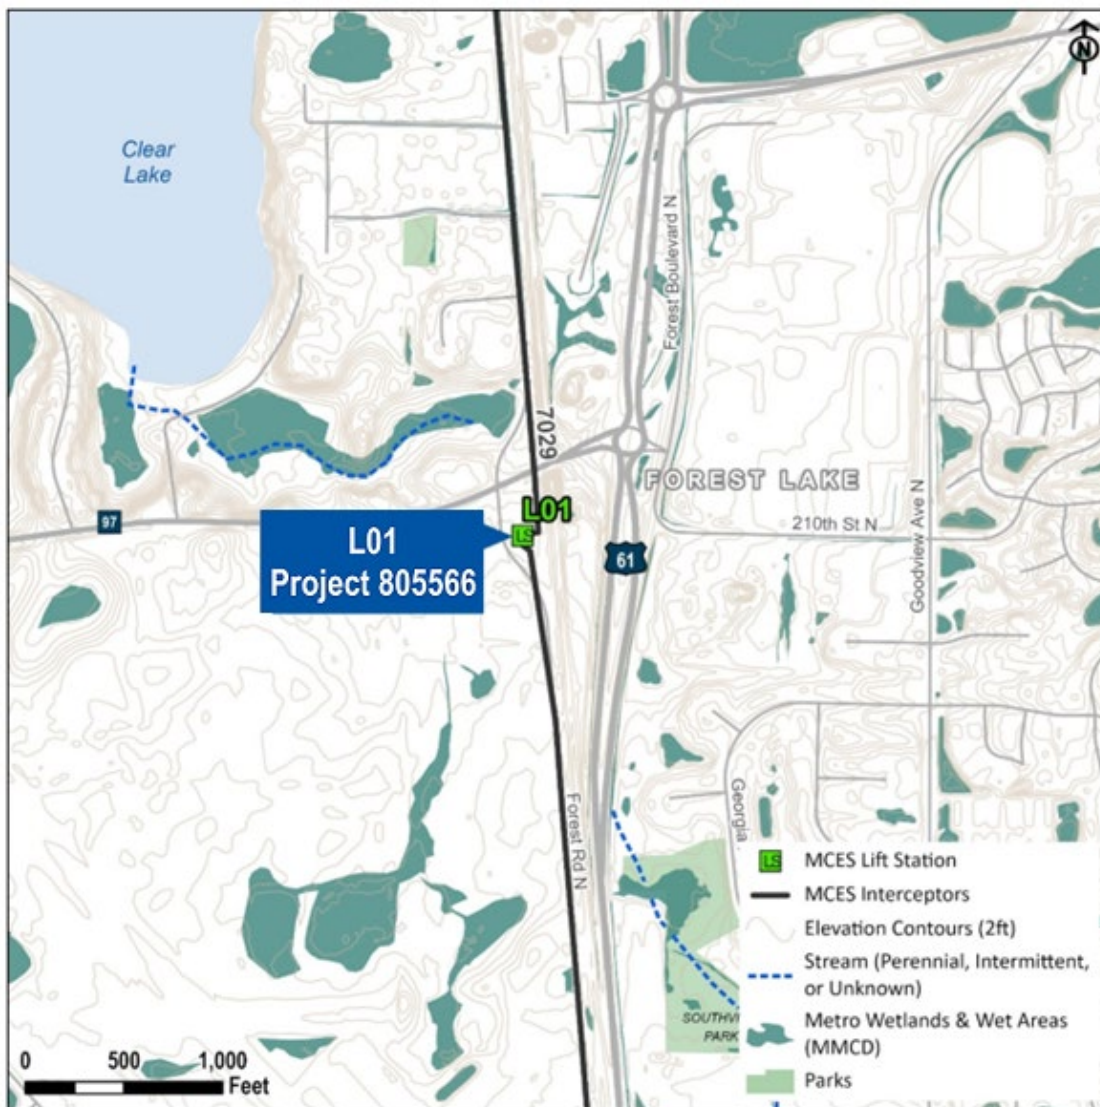 N
Clear
Lake
Forest Boulevard N
7029
FOREST LAKE
L01
97
LS
L01
Project 805566
210th St N
61
Goodview Ave N
Forest Rd N
Georgia
LS MCES Lift Station
MCES Interceptors
Elevation Contours (2ft)
Stream (Perennial, Intermittent,
or Unknown)
Metro Wetlands & Wet Areas
(MMCD)
Parks
SOUTHVI
PARK
0 500 1,000
Feet